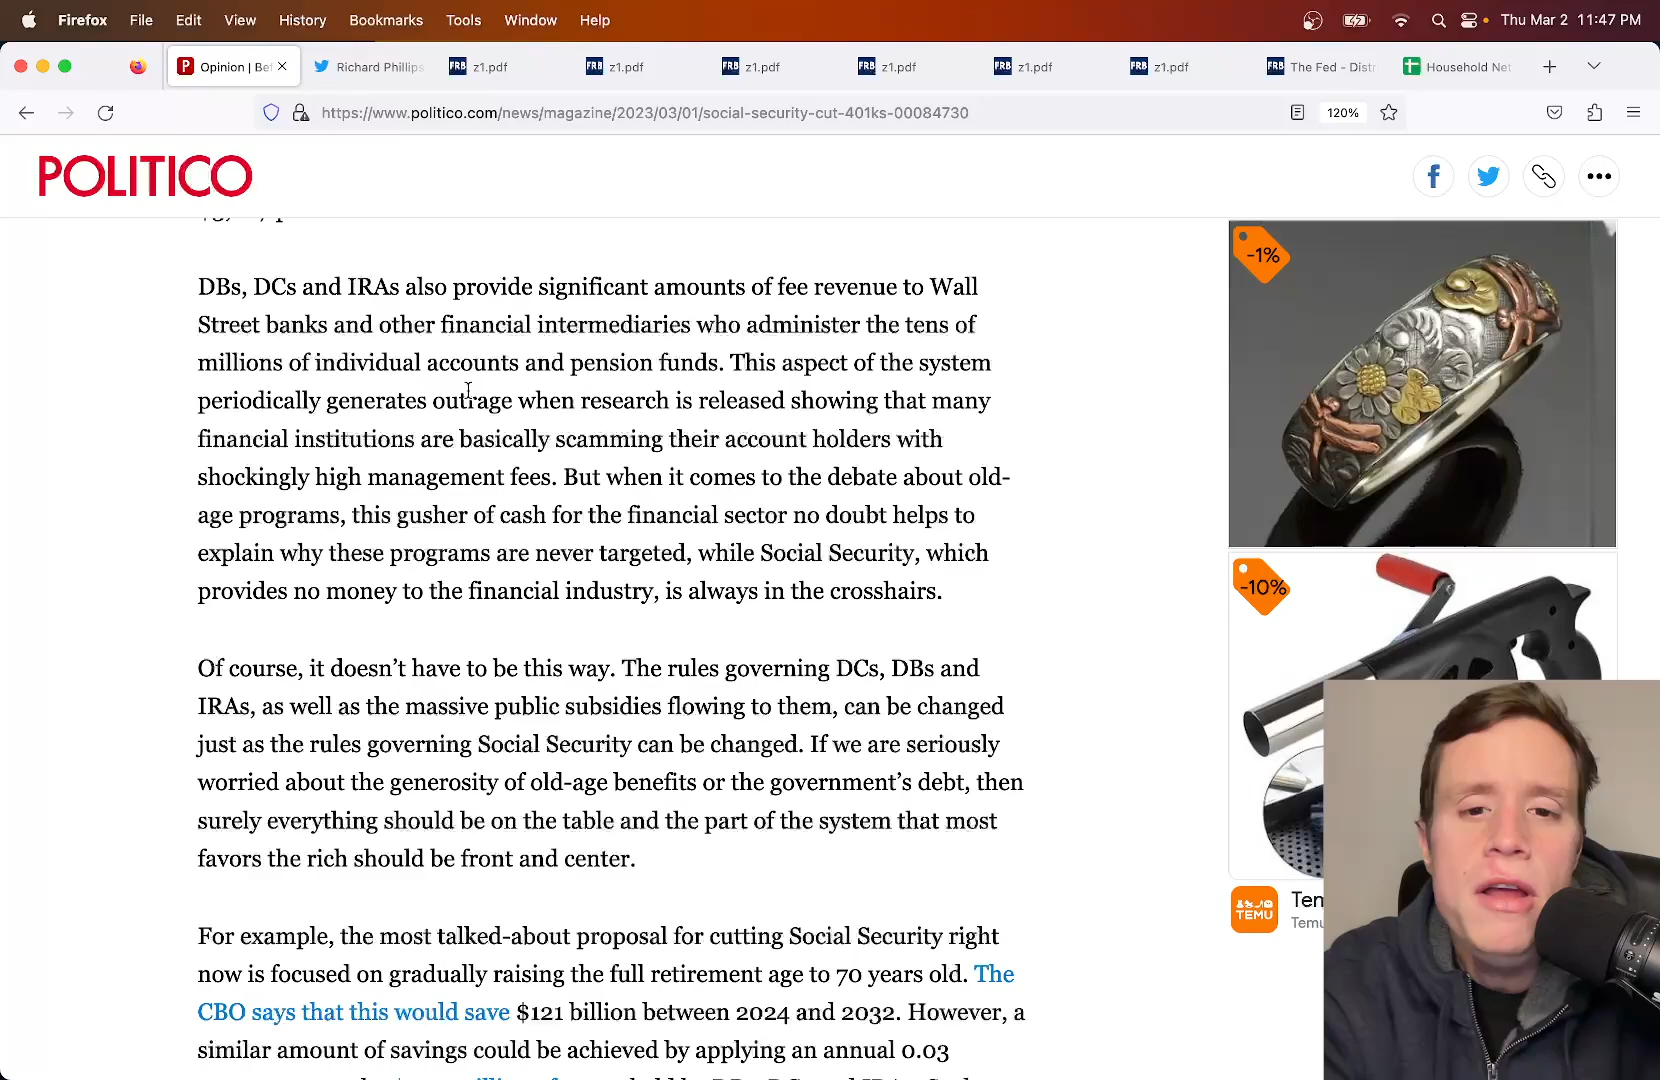 Firefox File Edit View History Bookmarks Tools Window Help Thu Mar 2 11:47 PM
Opinion | Bef Richard Phillips z1.pdf z1.pdf z1.pdf z1.pdf z1.pdf z1.pdf The Fed - Distr Household Net
https://www.politico.com/news/magazine/2023/03/01/social-security-cut-401ks-00084730 120%
POLITICO
DBs, DCs and IRAs also provide significant amounts of fee revenue to Wall
Street banks and other financial intermediaries who administer the tens of
millions of individual accounts and pension funds. This aspect of the system
periodically generates outrage when research is released showing that many
financial institutions are basically scamming their account holders with
shockingly high management fees. But when it comes to the debate about old-
age programs, this gusher of cash for the financial sector no doubt helps to
explain why these programs are never targeted, while Social Security, which
provides no money to the financial industry, is always in the crosshairs.
Of course, it doesn’t have to be this way. The rules governing DCs, DBs and
IRAs, as well as the massive public subsidies flowing to them, can be changed
just as the rules governing Social Security can be changed. If we are seriously
worried about the generosity of old-age benefits or the government’s debt, then
surely everything should be on the table and the part of the system that most
favors the rich should be front and center.
For example, the most talked-about proposal for cutting Social Security right
now is focused on gradually raising the full retirement age to 70 years old. The
CBO says that this would save $121 billion between 2024 and 2032. However, a
similar amount of savings could be achieved by applying an annual 0.03
-1%
-10%
TEMU
Tem
Temu